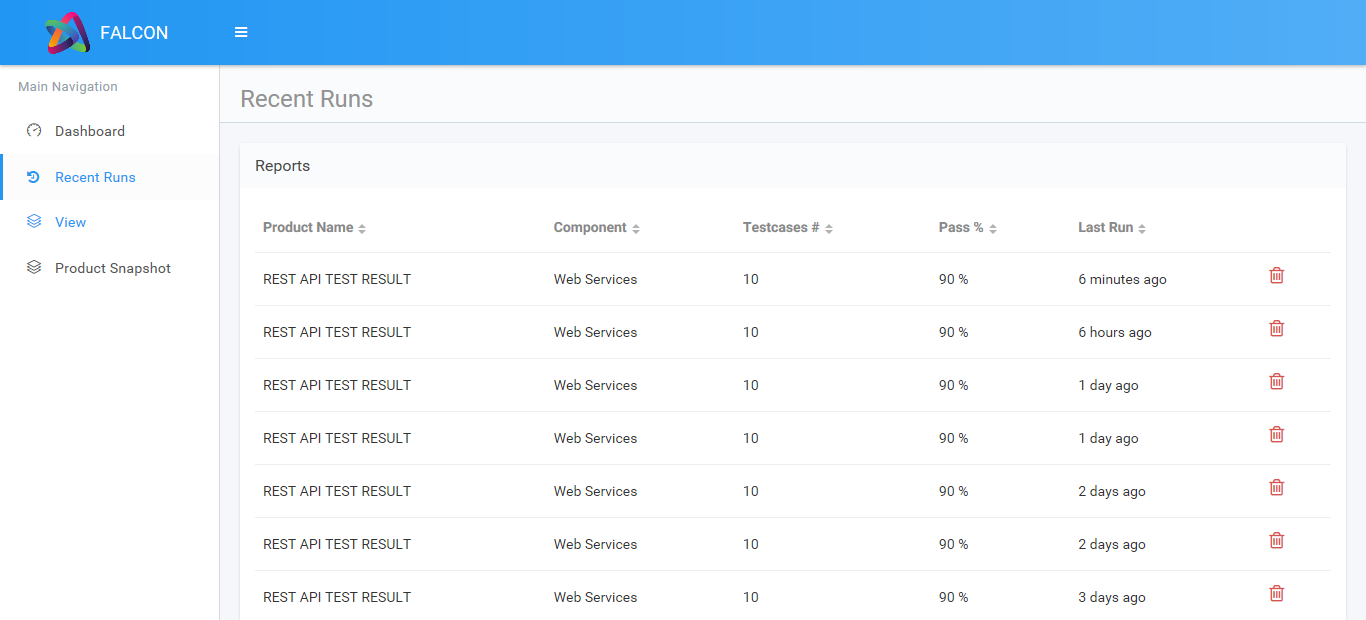 FALCON
Main Navigation
Dashboard
Recent Runs
View
Product Snapshot
Recent Runs
Reports
Product Name Component Testcases # Pass % Last Run
REST API TEST RESULT Web Services 10 90 % 6 minutes ago
REST API TEST RESULT Web Services 10 90 % 6 hours ago
REST API TEST RESULT Web Services 10 90 % 1 day ago
REST API TEST RESULT Web Services 10 90 % 1 day ago
REST API TEST RESULT Web Services 10 90 % 2 days ago
REST API TEST RESULT Web Services 10 90 % 2 days ago
REST API TEST RESULT Web Services 10 90 % 3 days ago